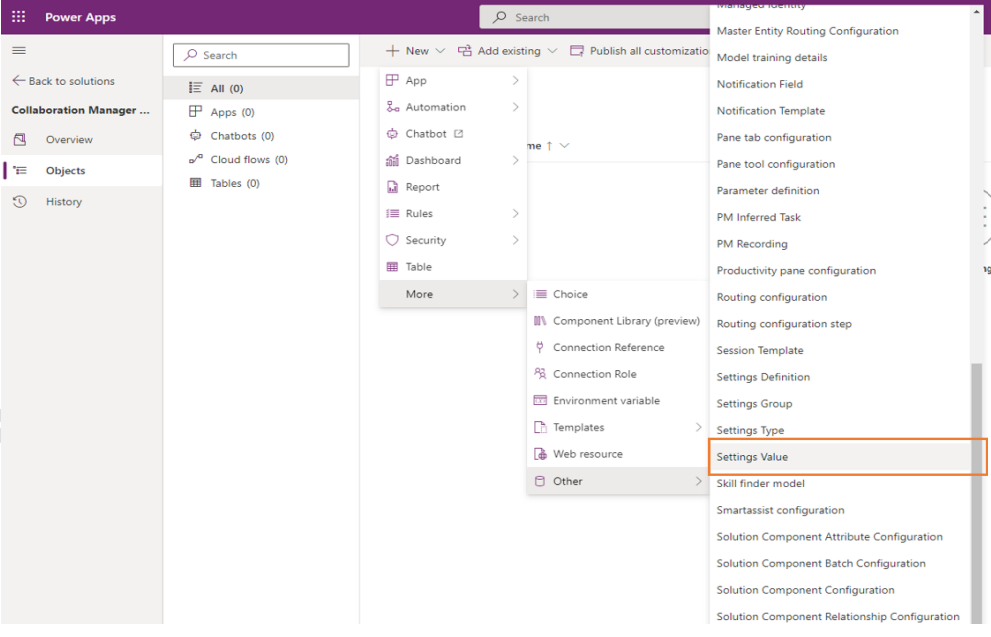 Power Apps
Search
Back to solutions
Collaboration Manager ...
Overview
Objects
History
Search
All (0)
Apps (0)
Chatbots (0)
Cloud flows (0)
Tables (0)
New
Add existing
Publish all customizatio
me ↑
App
Automation
Chatbot
Dashboard
Report
Rules
Security
Table
More
Choice
Component Library (preview)
Connection Reference
Connection Role
Environment variable
Templates
Web resource
Other
Managed Identity
Master Entity Routing Configuration
Model training details
Notification Field
Notification Template
Pane tab configuration
Pane tool configuration
Parameter definition
PM Inferred Task
PM Recording
Productivity pane configuration
Routing configuration
Routing configuration step
Session Template
Settings Definition
Settings Group
Settings Type
Settings Value
Skill finder model
Smartassist configuration
Solution Component Attribute Configuration
Solution Component Batch Configuration
Solution Component Configuration
Solution Component Relationship Configuration